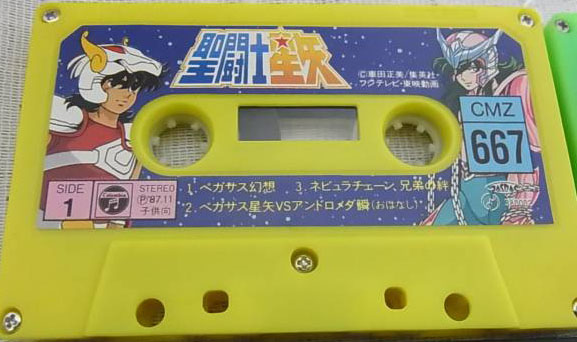 聖闘士星矢
©車田正美/集英社・
ワクテレビ・東映動画
CMZ
667
SIDE
1
Columbia
STEREO
Ⓟ'87.11
子供向
1. ペガサス幻想 3. ネビュラチェーン,兄弟の絆
2. ペガサス星矢VSアンドロメダ瞬(おはなし)